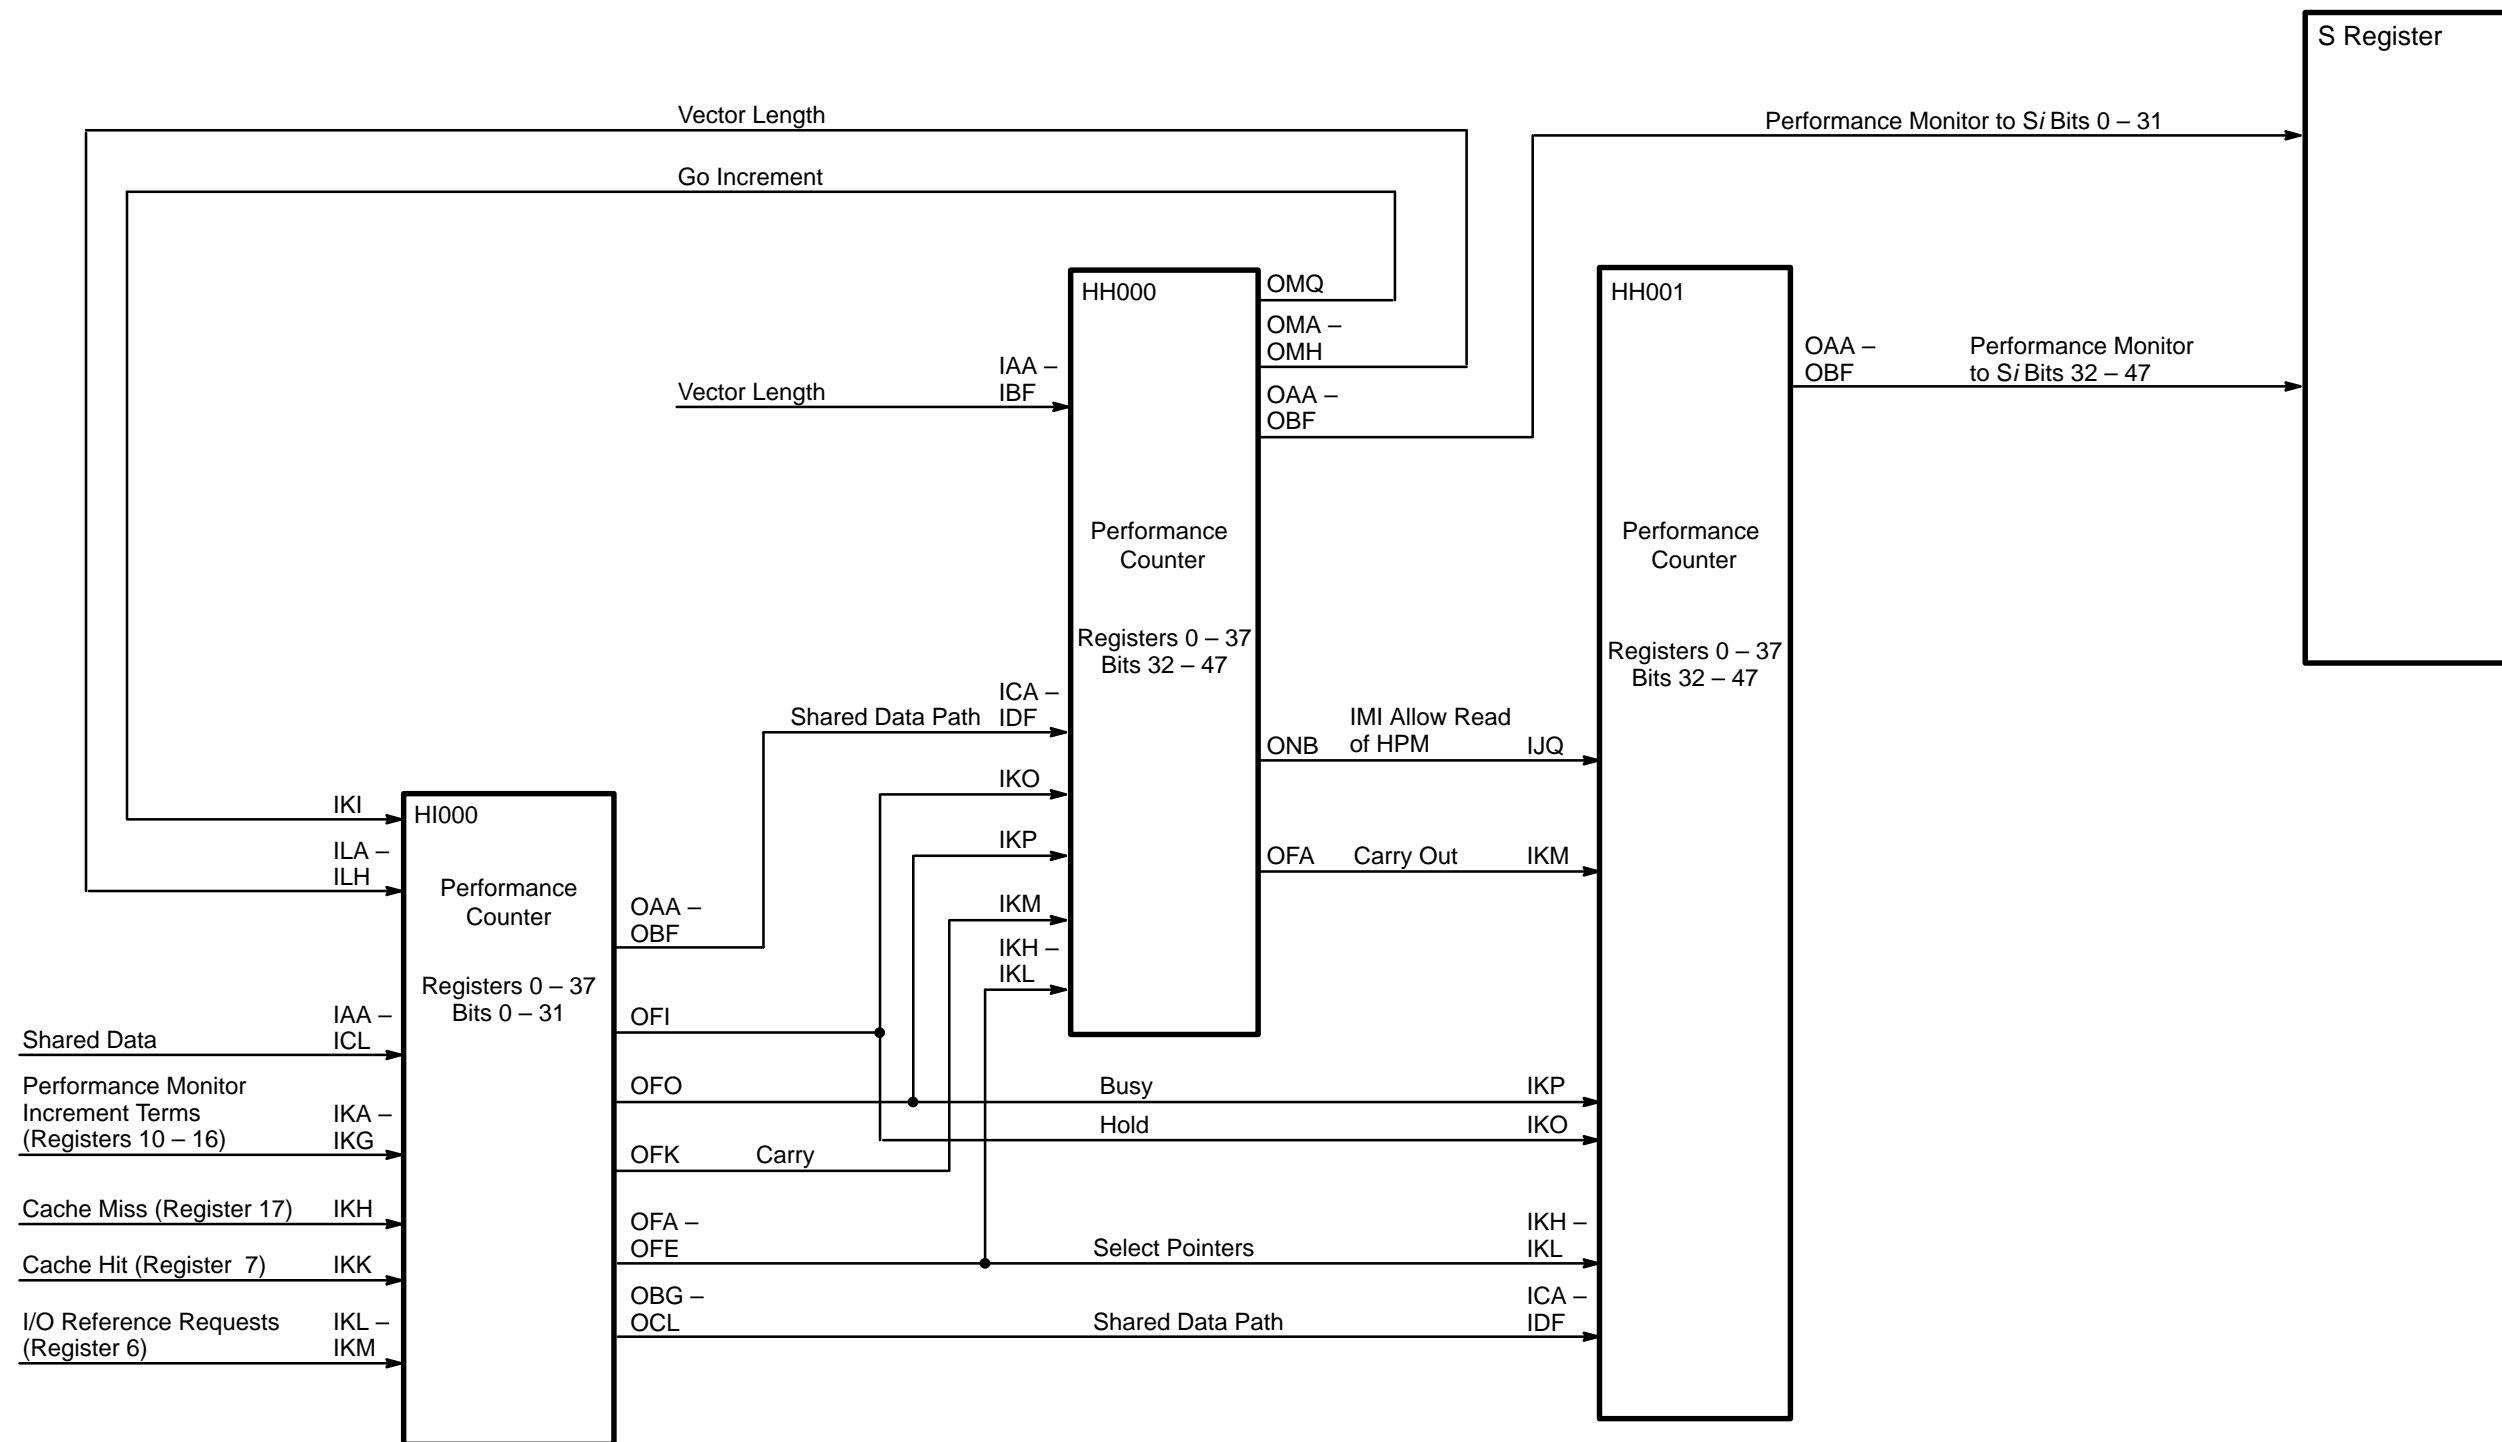 S Register
Vector Length
Performance Monitor to Si Bits 0 – 31
Go Increment
HH000
OMQ
OMA –
OMH
OAA –
OBF
IAA –
IBF
Vector Length
HH001
OAA –
OBF
Performance Monitor
to Si Bits 32 – 47
Performance
Counter
Registers 0 – 37
Bits 32 – 47
Performance
Counter
Registers 0 – 37
Bits 32 – 47
Shared Data Path
ICA –
IDF
IKO
IKP
IKM
IKH –
IKL
ONB
IMI Allow Read
of HPM
IJQ
OFA
Carry Out
IKM
IKI
ILA –
ILH
HI000
Performance
Counter
Registers 0 – 37
Bits 0 – 31
OAA –
OBF
Shared Data
IAA –
ICL
Performance Monitor
Increment Terms
(Registers 10 – 16)
IKA –
IKG
Cache Miss (Register 17)
IKH
Cache Hit (Register 7)
IKK
I/O Reference Requests
(Register 6)
IKL –
IKM
OFI
OFO
Busy
IKP
Hold
IKO
OFK
Carry
OFA –
OFE
Select Pointers
IKH –
IKL
OBG –
OCL
Shared Data Path
ICA –
IDF